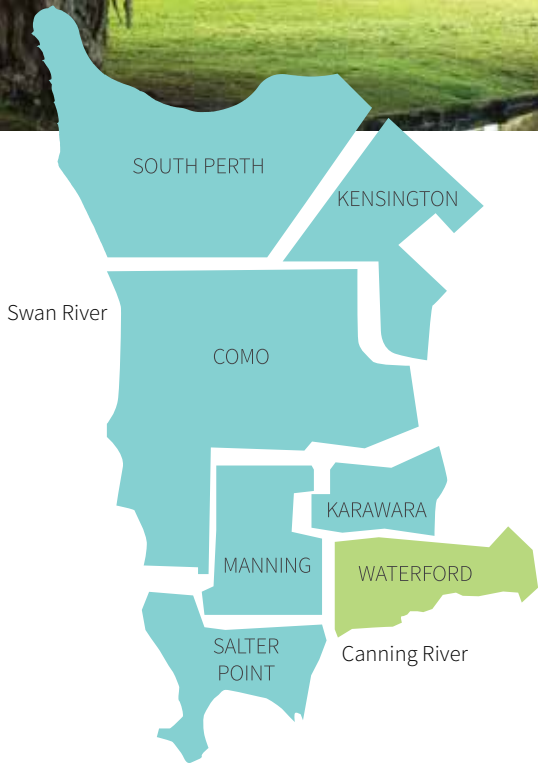 SOUTH PERTH
KENSINGTON
Swan River
COMO
KARAWARA
MANNING
WATERFORD
SALTER
POINT
Canning River